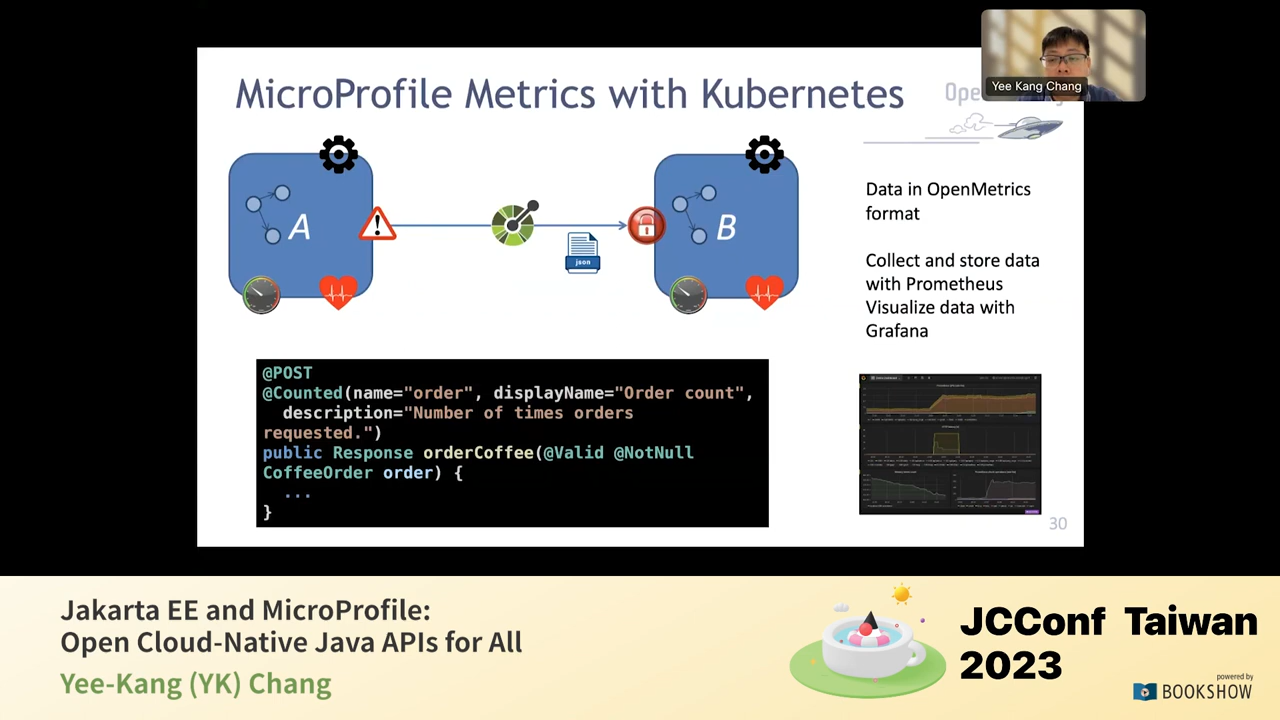 MicroProfile Metrics with Kubernetes
Ope
Yee Kang Chang
A
json
B
Data in OpenMetrics
format
Collect and store data
with Prometheus
Visualize data with
Grafana
@POST
@Counted(name="order", displayName="Order count",
description="Number of times orders
requested.")
public Response orderCoffee(@Valid @NotNull
CoffeeOrder order) {
...
}
30
Jakarta EE and MicroProfile:
Open Cloud-Native Java APIs for All
Yee-Kang (YK) Chang
JCConf Taiwan
2023
powered by
BOOKSHOW